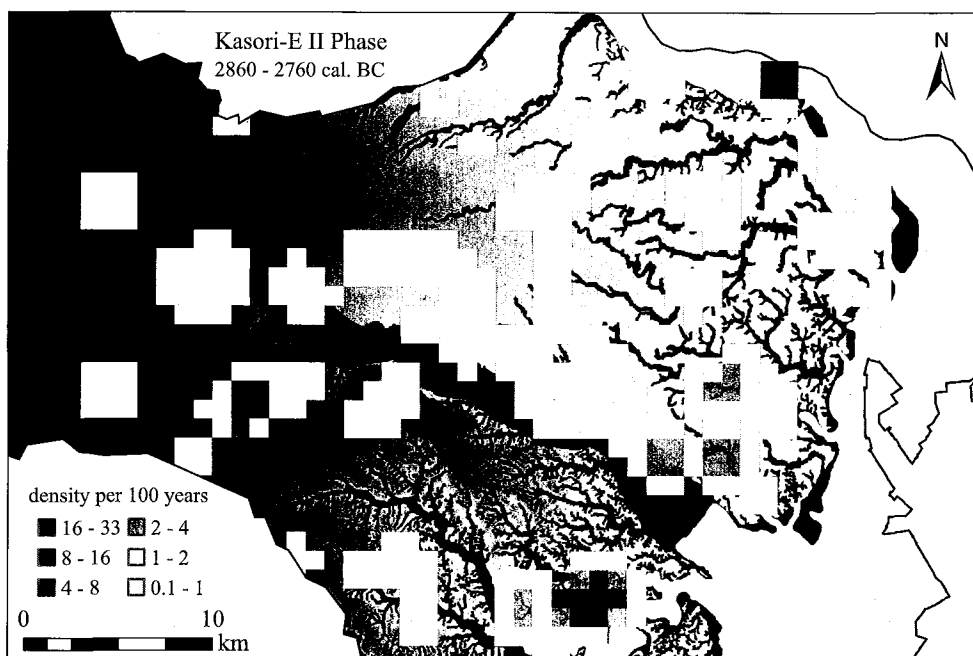 Kasori-E II Phase
2860 - 2760 cal. BC
N
density per 100 years
16 - 33 2 - 4
8 - 16 1 - 2
4 - 8 0.1 - 1
0 10
km